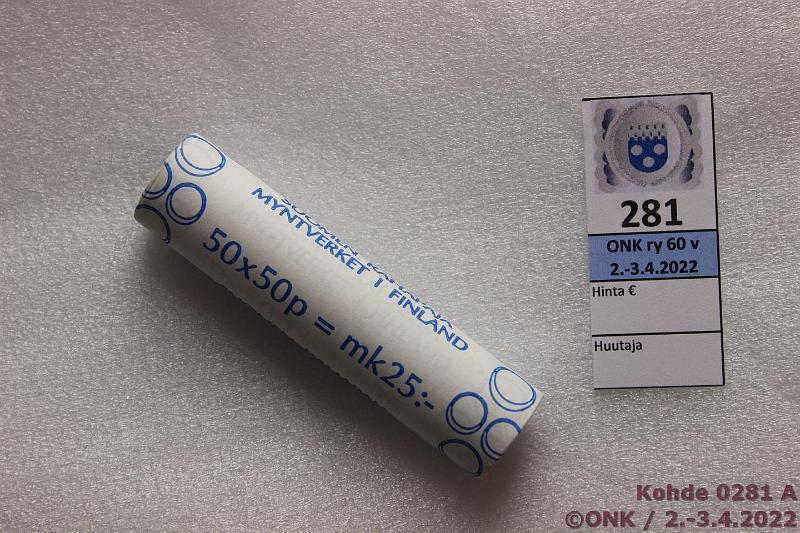 SUOMEN
MYNTVERKET I FINLAND
50x50p = mk25:-
281
ONK ry 60 v
2.-3.4.2022
Hinta €
Huutaja
Kohde 0281 A
©ONK / 2.-3.4.2022